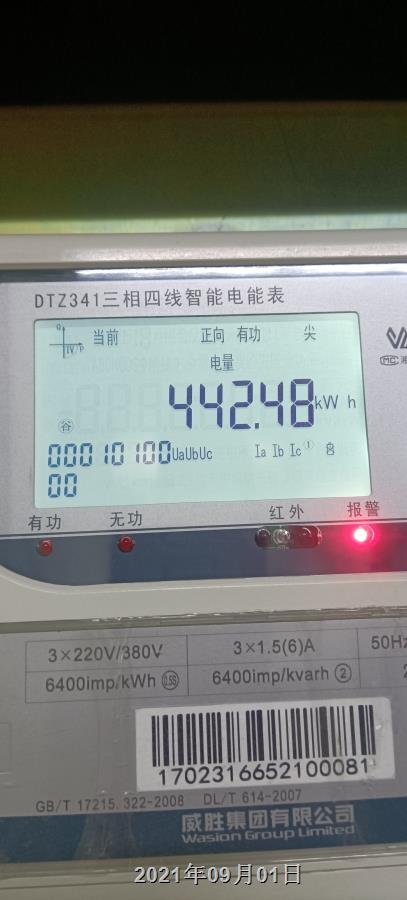 DTZ341三相四线智能电能表
当前 正向 有功 尖
电量
442.48 kWh
谷
00010100 UaUbUc Ia Ib Ic ①
00
有功 无功 红外 报警
3×220V/380V 3×1.5(6)A 50Hz
6400imp/kWh 0.5S 6400imp/kvarh ②
1702316652100081
GB/T 17215.322-2008 DL/T 614-2007
威胜集团有限公司
Wasion Group Limited
2021年09月01日